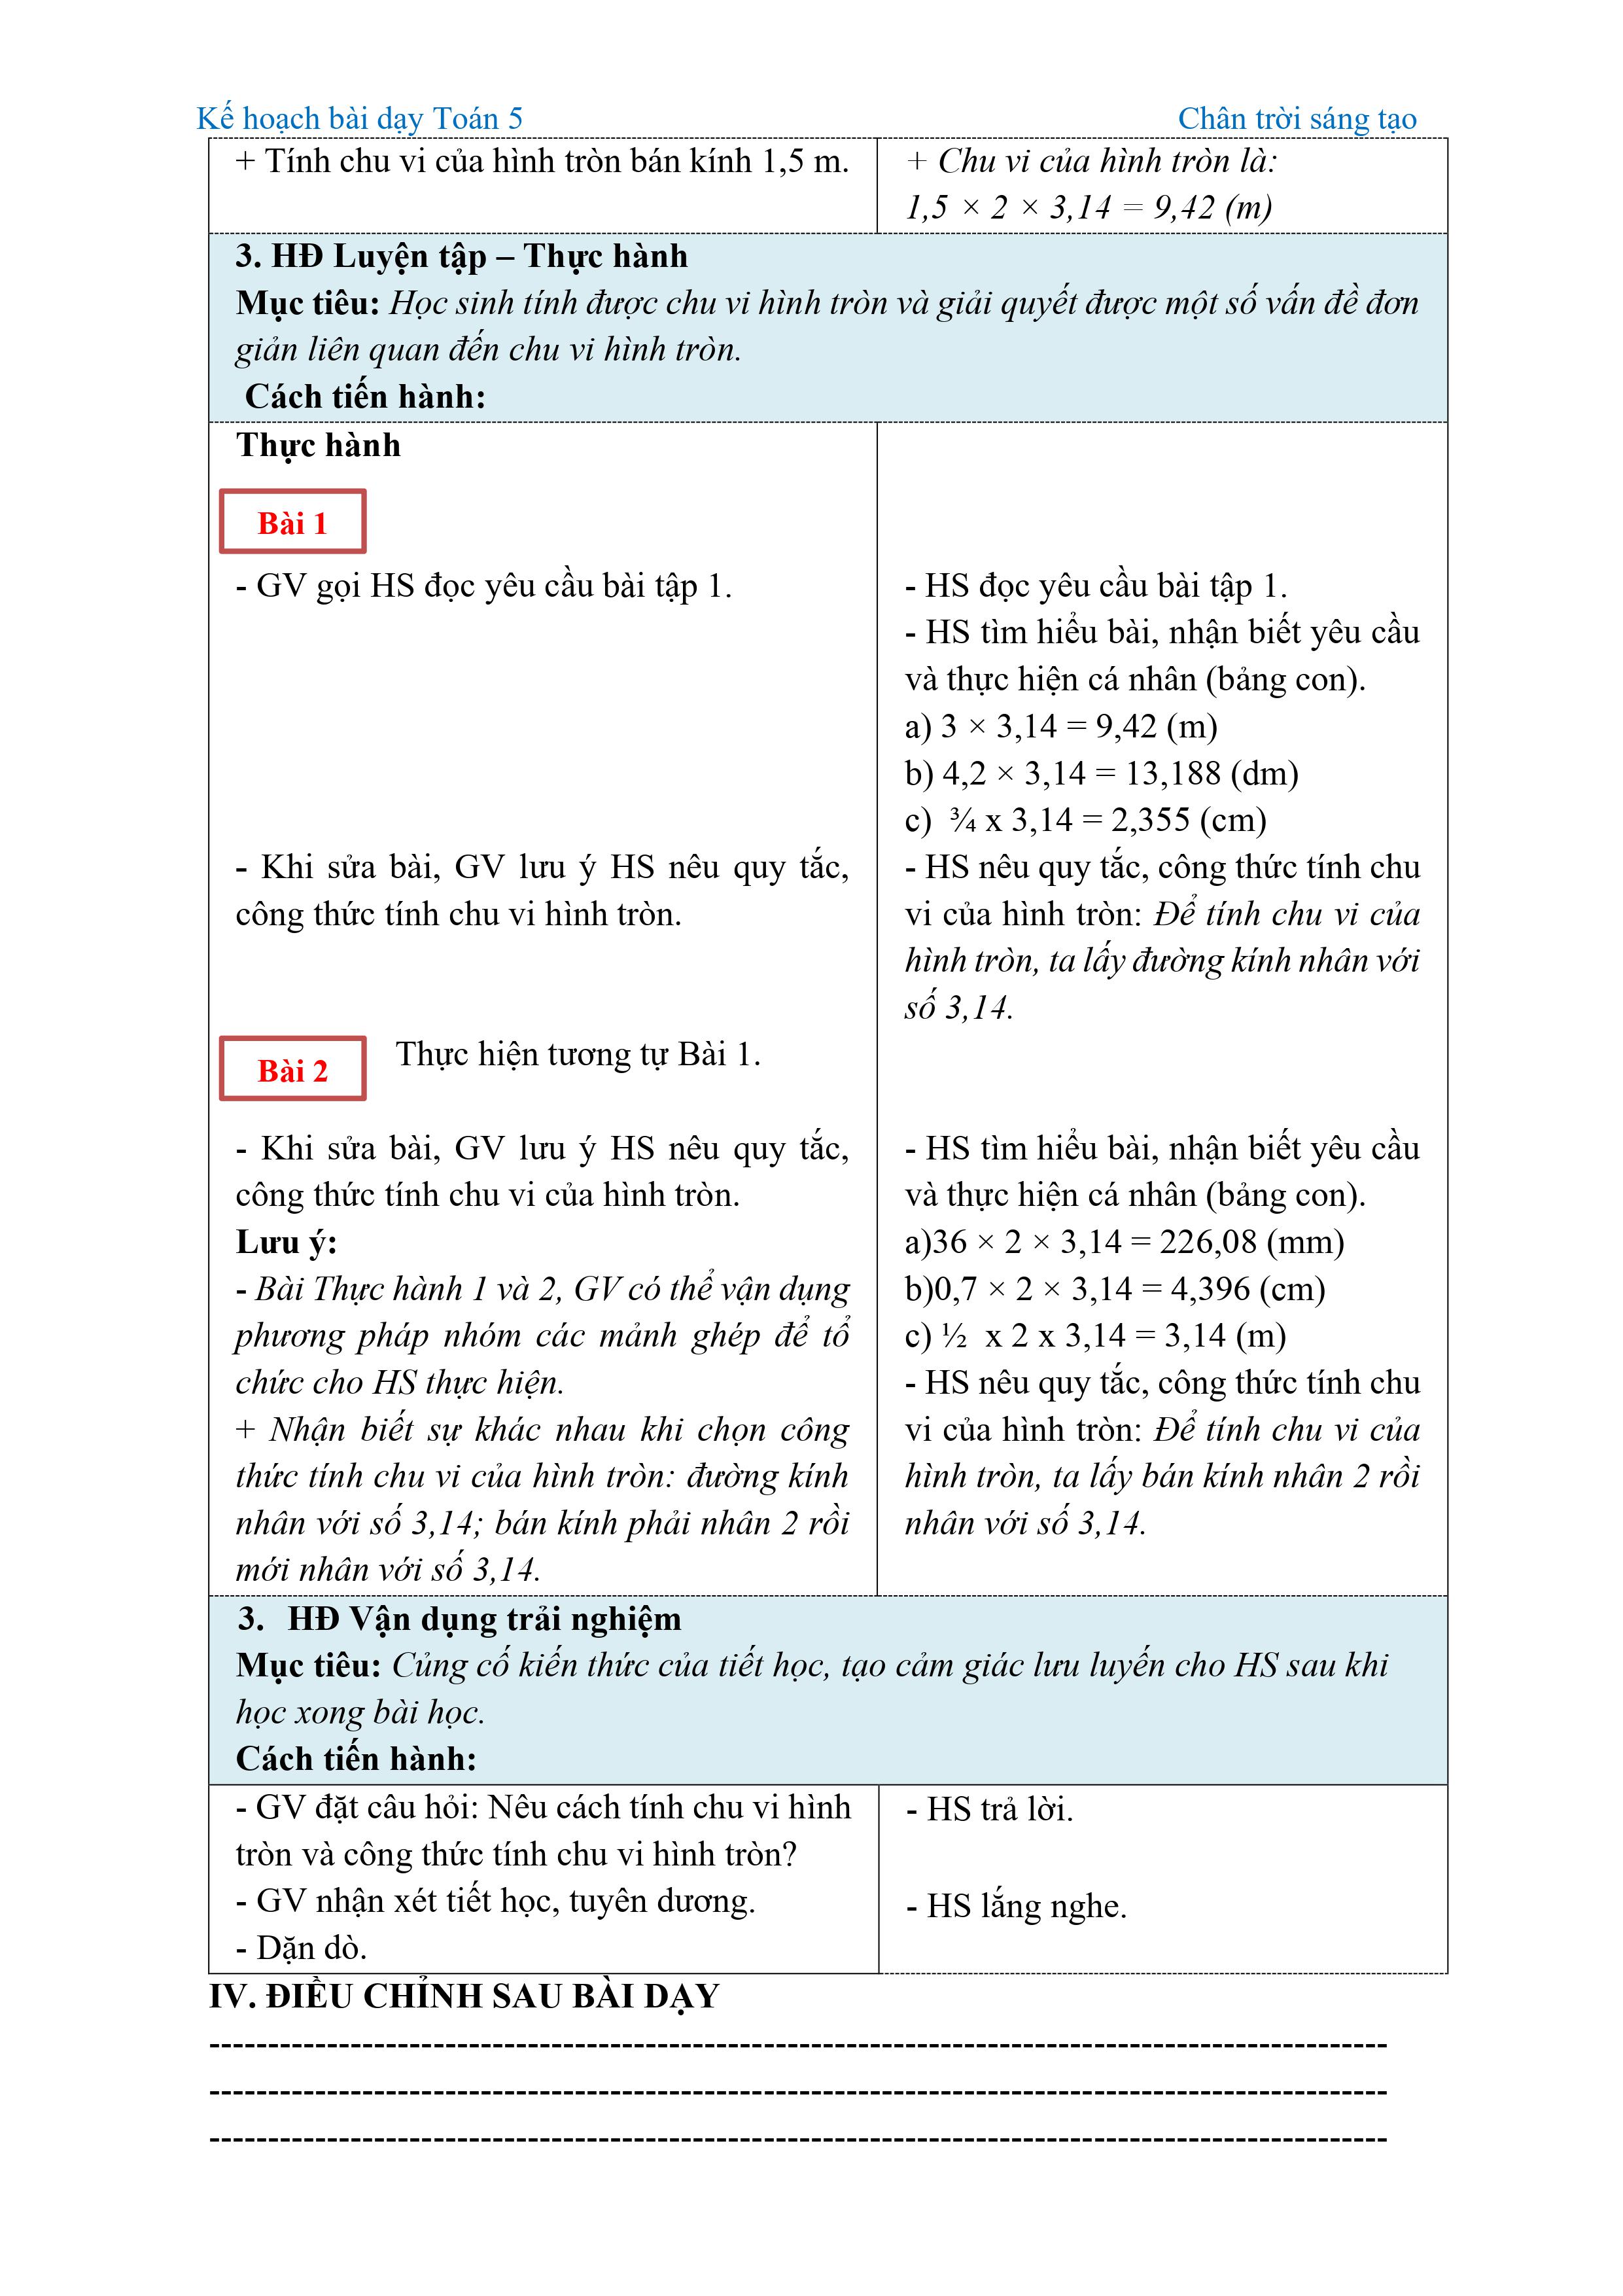 Kế hoạch bài dạy Toán 5
Chân trời sáng tạo
+ Tính chu vi của hình tròn bán kính 1,5 m.
+ Chu vi của hình tròn là:
1,5 × 2 × 3,14 = 9,42 (m)
3. HĐ Luyện tập – Thực hành
Mục tiêu: Học sinh tính được chu vi hình tròn và giải quyết được một số vấn đề đơn
giản liên quan đến chu vi hình tròn.
Cách tiến hành:
Thực hành
Bài 1
- GV gọi HS đọc yêu cầu bài tập 1.
- Khi sửa bài, GV lưu ý HS nêu quy tắc,
công thức tính chu vi hình tròn.
Bài 2
Thực hiện tương tự Bài 1.
- Khi sửa bài, GV lưu ý HS nêu quy tắc,
công thức tính chu vi của hình tròn.
Lưu ý:
- Bài Thực hành 1 và 2, GV có thể vận dụng
phương pháp nhóm các mảnh ghép để tổ
chức cho HS thực hiện.
+ Nhận biết sự khác nhau khi chọn công
thức tính chu vi của hình tròn: đường kính
nhân với số 3,14; bán kính phải nhân 2 rồi
mới nhân với số 3,14.
- HS đọc yêu cầu bài tập 1.
- HS tìm hiểu bài, nhận biết yêu cầu
và thực hiện cá nhân (bảng con).
a) 3 × 3,14 = 9,42 (m)
b) 4,2 × 3,14 = 13,188 (dm)
c) ¾ x 3,14 = 2,355 (cm)
- HS nêu quy tắc, công thức tính chu
vi của hình tròn: Để tính chu vi của
hình tròn, ta lấy đường kính nhân với
số 3,14.
- HS tìm hiểu bài, nhận biết yêu cầu
và thực hiện cá nhân (bảng con).
a)36 × 2 × 3,14 = 226,08 (mm)
b)0,7 × 2 × 3,14 = 4,396 (cm)
c) ½ x 2 x 3,14 = 3,14 (m)
- HS nêu quy tắc, công thức tính chu
vi của hình tròn: Để tính chu vi của
hình tròn, ta lấy bán kính nhân 2 rồi
nhân với số 3,14.
3. HĐ Vận dụng trải nghiệm
Mục tiêu: Củng cố kiến thức của tiết học, tạo cảm giác lưu luyến cho HS sau khi
học xong bài học.
Cách tiến hành:
- GV đặt câu hỏi: Nêu cách tính chu vi hình
tròn và công thức tính chu vi hình tròn?
- GV nhận xét tiết học, tuyên dương.
- Dặn dò.
- HS trả lời.
- HS lắng nghe.
IV. ĐIỀU CHỈNH SAU BÀI DẠY